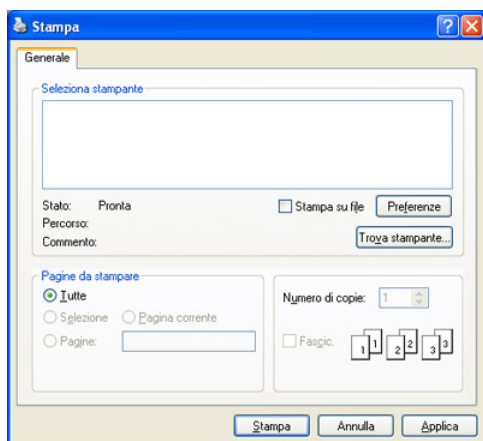 Stampa
Generale
Seleziona stampante
Stato: Pronta
Percorso:
Commento:
Stampa su file
Preferenze
Trova stampante...
Pagine da stampare
Tutte
Selezione
Pagina corrente
Pagine:
Numero di copie: 1
Fascic.
1 1 2 2 3 3
Stampa
Annulla
Applica